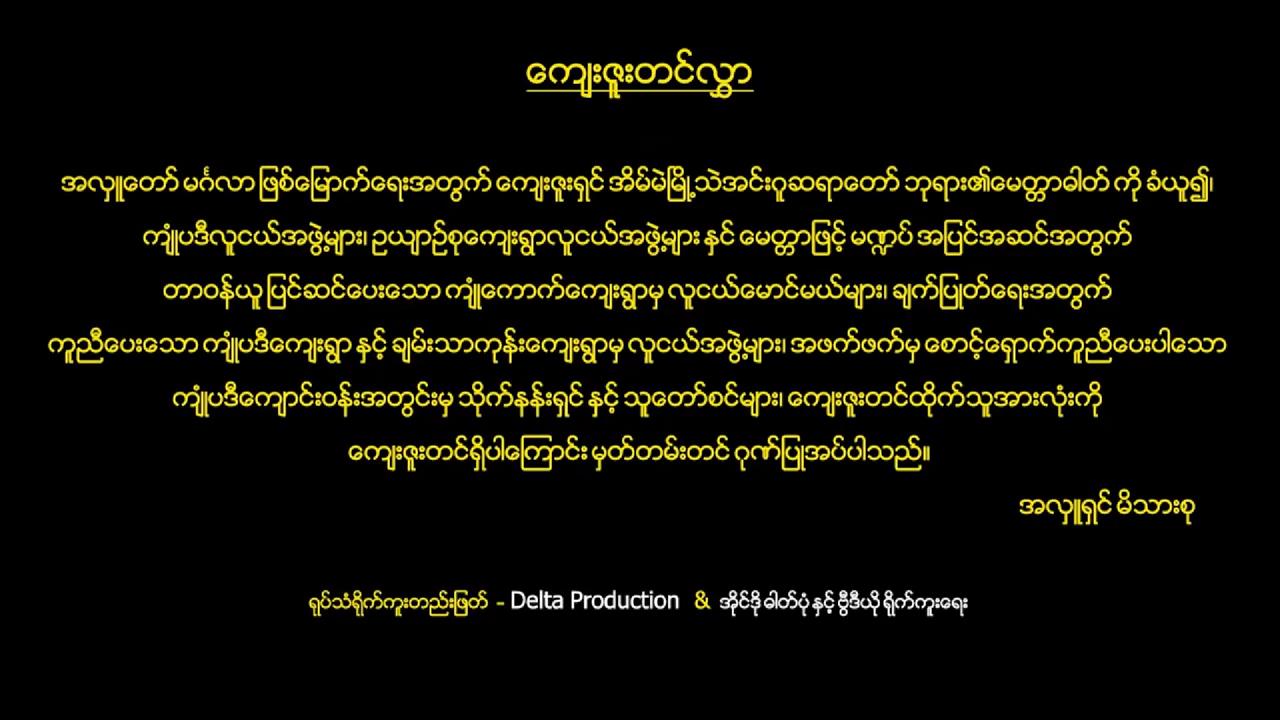 ကျေးဇူးတင်လွှာ
အလှူတော် မင်္ဂလာ ဖြစ်မြောက်ရေးအတွက် ကျေးဇူးရှင် အိမ်မဲမြို့သဲအင်းဂူဆရာတော် ဘုရား၏မေတ္တာဓါတ် ကို ခံယူ၍၊
ကျုံပဒီလူငယ်အဖွဲ့များ၊ ဥယျာဉ်စုကျေးရွာလူငယ်အဖွဲ့များ နှင် မေတ္တာဖြင့် မဏ္ဍပ် အပြင်အဆင်အတွက်
တာဝန်ယူ ပြင်ဆင်ပေးသော ကျုံကောက်ကျေးရွာမှ လူငယ်မောင်မယ်များ၊ ချက်ပြုတ်ရေးအတွက်
ကူညီပေးသော ကျုံပဒီကျေးရွာ နှင့် ချမ်းသာကုန်းကျေးရွာမှ လူငယ်အဖွဲ့များ၊ အဖက်ဖက်မှ စောင့်ရှောက်ကူညီပေးပါသော
ကျုံပဒီကျောင်းဝန်းအတွင်းမှ သိုက်နန်းရှင် နှင့် သူတော်စင်များ၊ ကျေးဇူးတင်ထိုက်သူအားလုံးကို
ကျေးဇူးတင်ရှိပါကြောင်း မှတ်တမ်းတင် ဂုဏ်ပြုအပ်ပါသည်။
အလှူရှင် မိသားစု
ရုပ်သံရိုက်ကူးတည်းဖြတ် - Delta Production & အိုင်ဒို ဓါတ်ပုံ နှင့် ဗွီဒီယို ရိုက်ကူးရေး